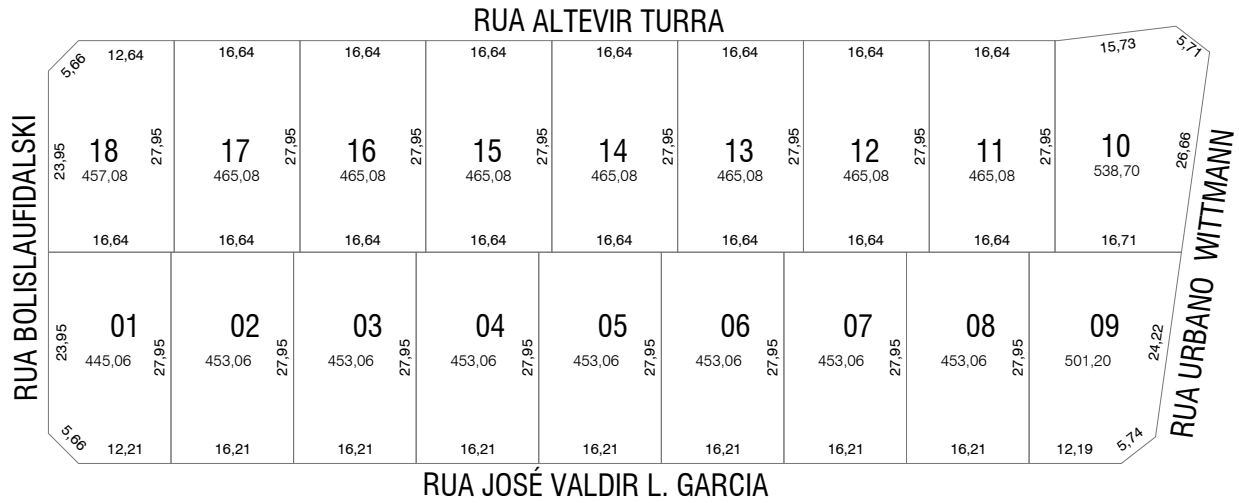 RUA ALTEVIR TURRA
5,66 12,64 16,64 16,64 16,64 16,64 16,64 16,64 16,64 15,73 5,71
RUA BOLISLAUFIDALSKI
23,95 18 27,95 17 27,95 16 27,95 15 27,95 14 27,95 13 27,95 12 27,95 11 27,95 10 26,66
457,08 465,08 465,08 465,08 465,08 465,08 465,08 465,08 538,70
16,64 16,64 16,64 16,64 16,64 16,64 16,64 16,64 16,71
RUA URBANO WITTMANN
23,95 01 27,95 02 27,95 03 27,95 04 27,95 05 27,95 06 27,95 07 27,95 08 27,95 09 24,22
445,06 453,06 453,06 453,06 453,06 453,06 453,06 453,06 501,20
5,66 12,21 16,21 16,21 16,21 16,21 16,21 16,21 16,21 12,19 5,74
RUA JOSÉ VALDIR L. GARCIA